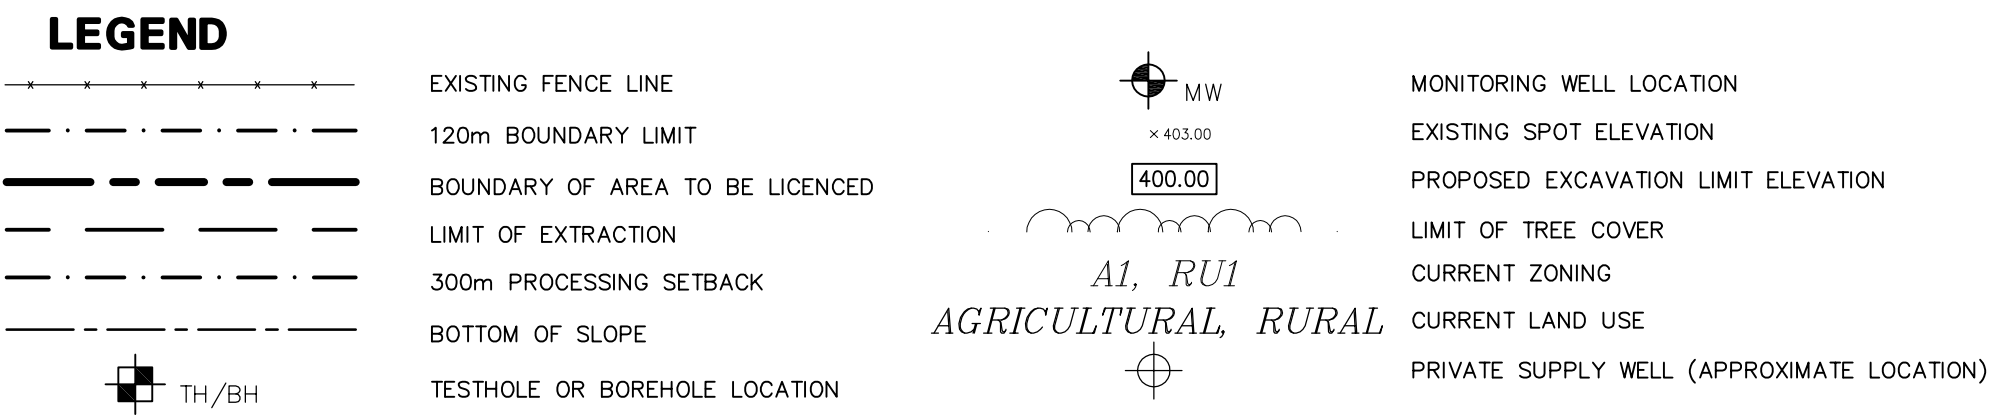 LEGEND
EXISTING FENCE LINE
120m BOUNDARY LIMIT
BOUNDARY OF AREA TO BE LICENCED
LIMIT OF EXTRACTION
300m PROCESSING SETBACK
BOTTOM OF SLOPE
TH/BH TESTHOLE OR BOREHOLE LOCATION
MW MONITORING WELL LOCATION
× 403.00 EXISTING SPOT ELEVATION
400.00 PROPOSED EXCAVATION LIMIT ELEVATION
LIMIT OF TREE COVER
A1, RU1 CURRENT ZONING
AGRICULTURAL, RURAL CURRENT LAND USE
PRIVATE SUPPLY WELL (APPROXIMATE LOCATION)